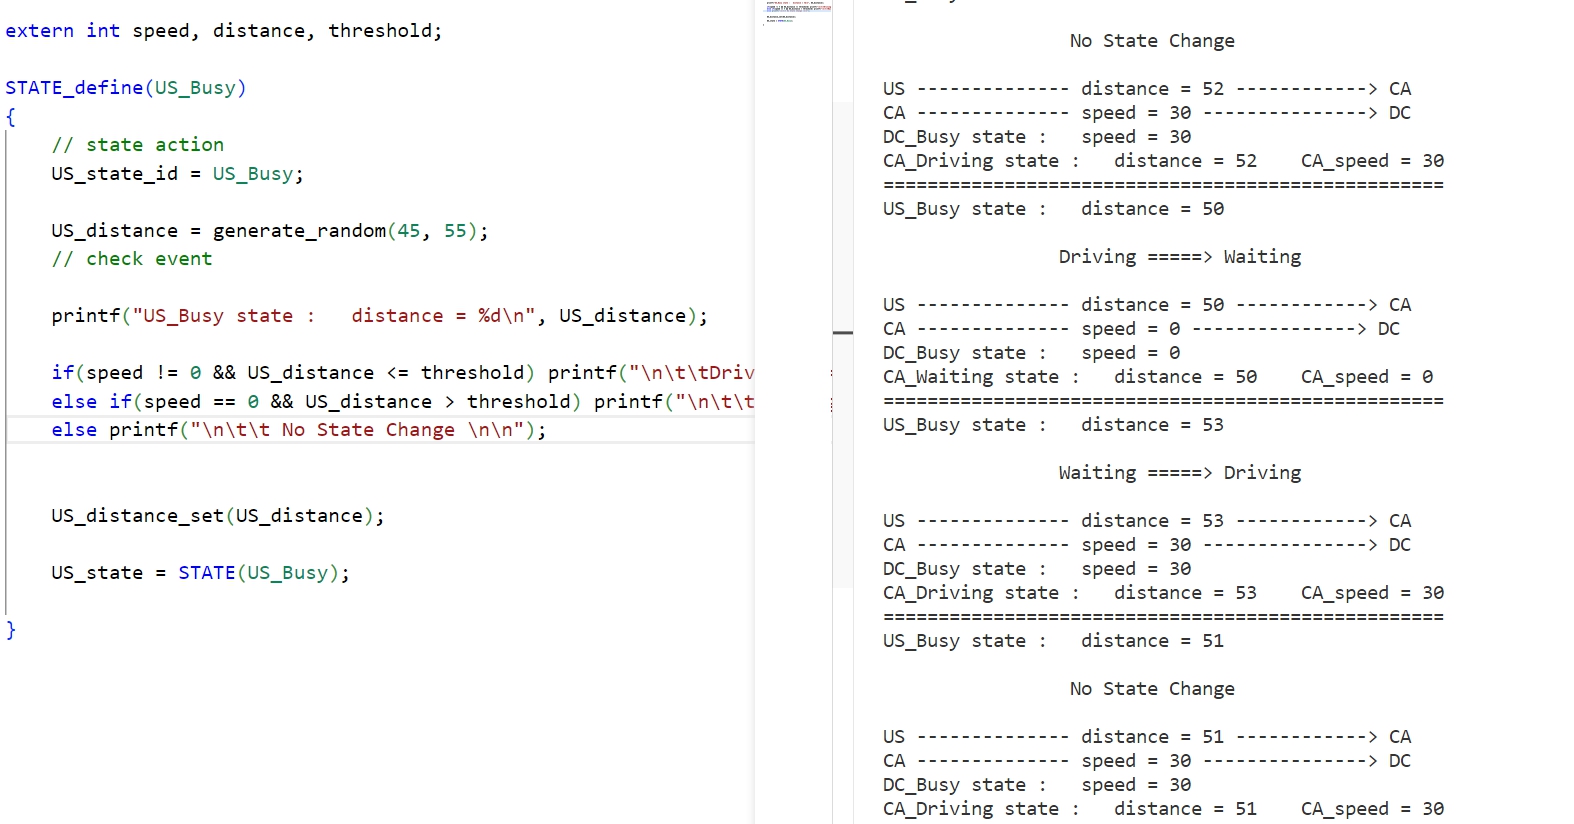 extern int speed, distance, threshold;
STATE_define(US_Busy)
{
// state action
US_state_id = US_Busy;
US_distance = generate_random(45, 55);
// check event
printf("US_Busy state :   distance = %d\n", US_distance);
if(speed != 0 && US_distance <= threshold) printf("\n\t\tDriv
else if(speed == 0 && US_distance > threshold) printf("\n\t\t
else printf("\n\t\t No State Change \n\n");
US_distance_set(US_distance);
US_state = STATE(US_Busy);
}
No State Change
US -------------- distance = 52 ------------> CA
CA -------------- speed = 30 ---------------> DC
DC_Busy state :   speed = 30
CA_Driving state :   distance = 52    CA_speed = 30
===================================================
US_Busy state :   distance = 50
Driving =====> Waiting
US -------------- distance = 50 ------------> CA
CA -------------- speed = 0 ---------------> DC
DC_Busy state :   speed = 0
CA_Waiting state :   distance = 50    CA_speed = 0
===================================================
US_Busy state :   distance = 53
Waiting =====> Driving
US -------------- distance = 53 ------------> CA
CA -------------- speed = 30 ---------------> DC
DC_Busy state :   speed = 30
CA_Driving state :   distance = 53    CA_speed = 30
===================================================
US_Busy state :   distance = 51
No State Change
US -------------- distance = 51 ------------> CA
CA -------------- speed = 30 ---------------> DC
DC_Busy state :   speed = 30
CA_Driving state :   distance = 51    CA_speed = 30